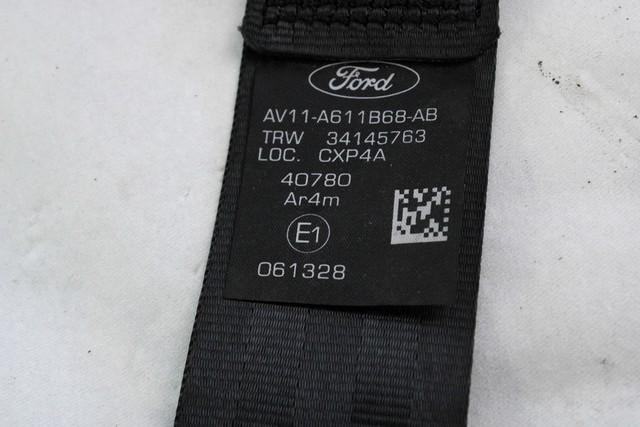 Ford
AV11-A611B68-AB
TRW 34145763
LOC. CXP4A
40780
Ar4m
E1
061328